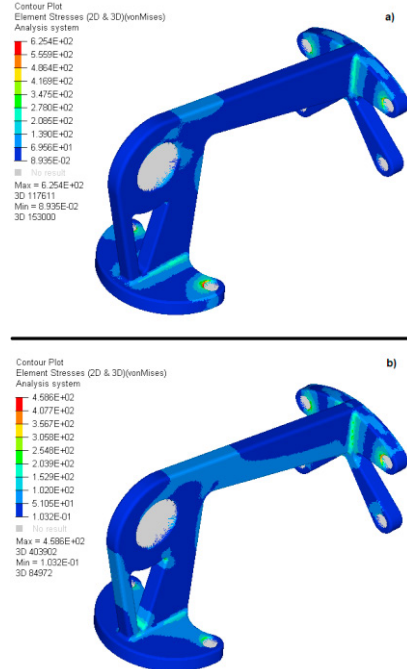 Contour Plot
Element Stresses (2D & 3D)(vonMises)
Analysis system
a)
6.254E+02
5.559E+02
4.864E+02
4.169E+02
3.475E+02
2.780E+02
2.085E+02
1.390E+02
6.956E+01
8.935E-02
No result
Max = 6.254E+02
3D 117611
Min = 8.935E-02
3D 153000
Contour Plot
Element Stresses (2D & 3D)(vonMises)
Analysis system
b)
4.586E+02
4.077E+02
3.567E+02
3.058E+02
2.548E+02
2.039E+02
1.529E+02
1.020E+02
5.105E+01
1.032E-01
No result
Max = 4.586E+02
3D 403902
Min = 1.032E-01
3D 84972